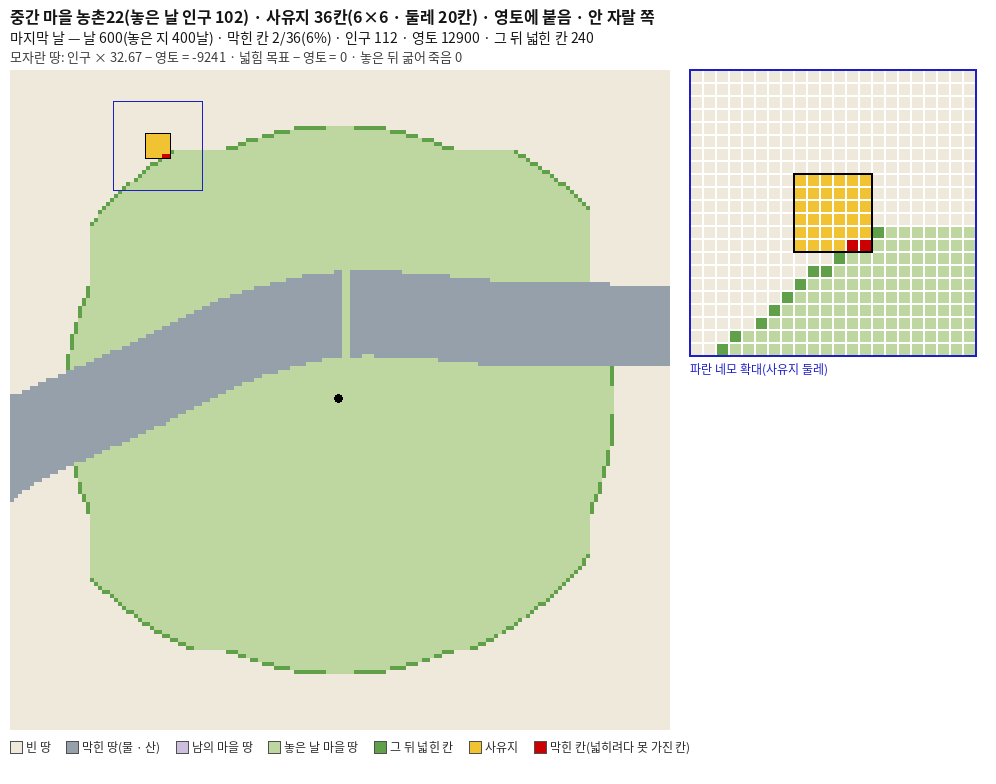 중간 마을 농촌22(놓은 날 인구 102) · 사유지 36칸(6×6 · 둘레 20칸) · 영토에 붙음 · 안 자랄 쪽
마지막 날 — 날 600(놓은 지 400날) · 막힌 칸 2/36(6%) · 인구 112 · 영토 12900 · 그 뒤 넓힌 칸 240
모자란 땅: 인구 × 32.67 − 영토 = -9241 · 넓힘 목표 − 영토 = 0 · 놓은 뒤 굶어 죽음 0
파란 네모 확대(사유지 둘레)
빈 땅 막힌 땅(물 · 산) 남의 마을 땅 놓은 날 마을 땅 그 뒤 넓힌 칸 사유지 막힌 칸(넓히려다 못 가진 칸)